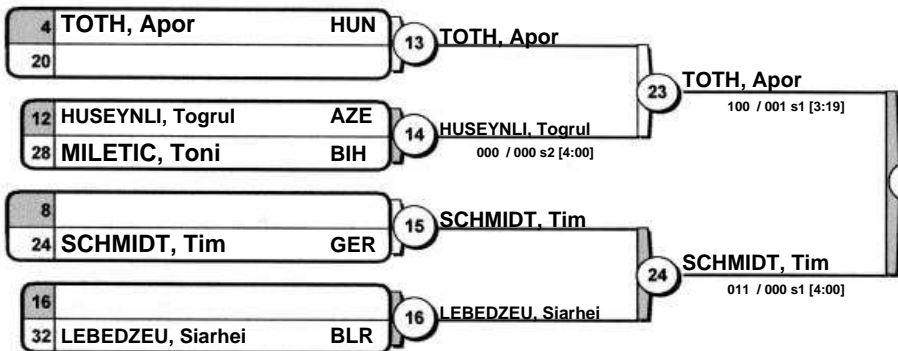 4 TOTH, Apor HUN
20
13 TOTH, Apor
12 HUSEYNLI, Togrul AZE
28 MILETIC, Toni BIH
14 HUSEYNLI, Togrul
000 / 000 s2 [4:00]
23 TOTH, Apor
100 / 001 s1 [3:19]
8
24 SCHMIDT, Tim GER
15 SCHMIDT, Tim
16
32 LEBEDZEU, Siarhei BLR
16 LEBEDZEU, Siarhei
24 SCHMIDT, Tim
011 / 000 s1 [4:00]